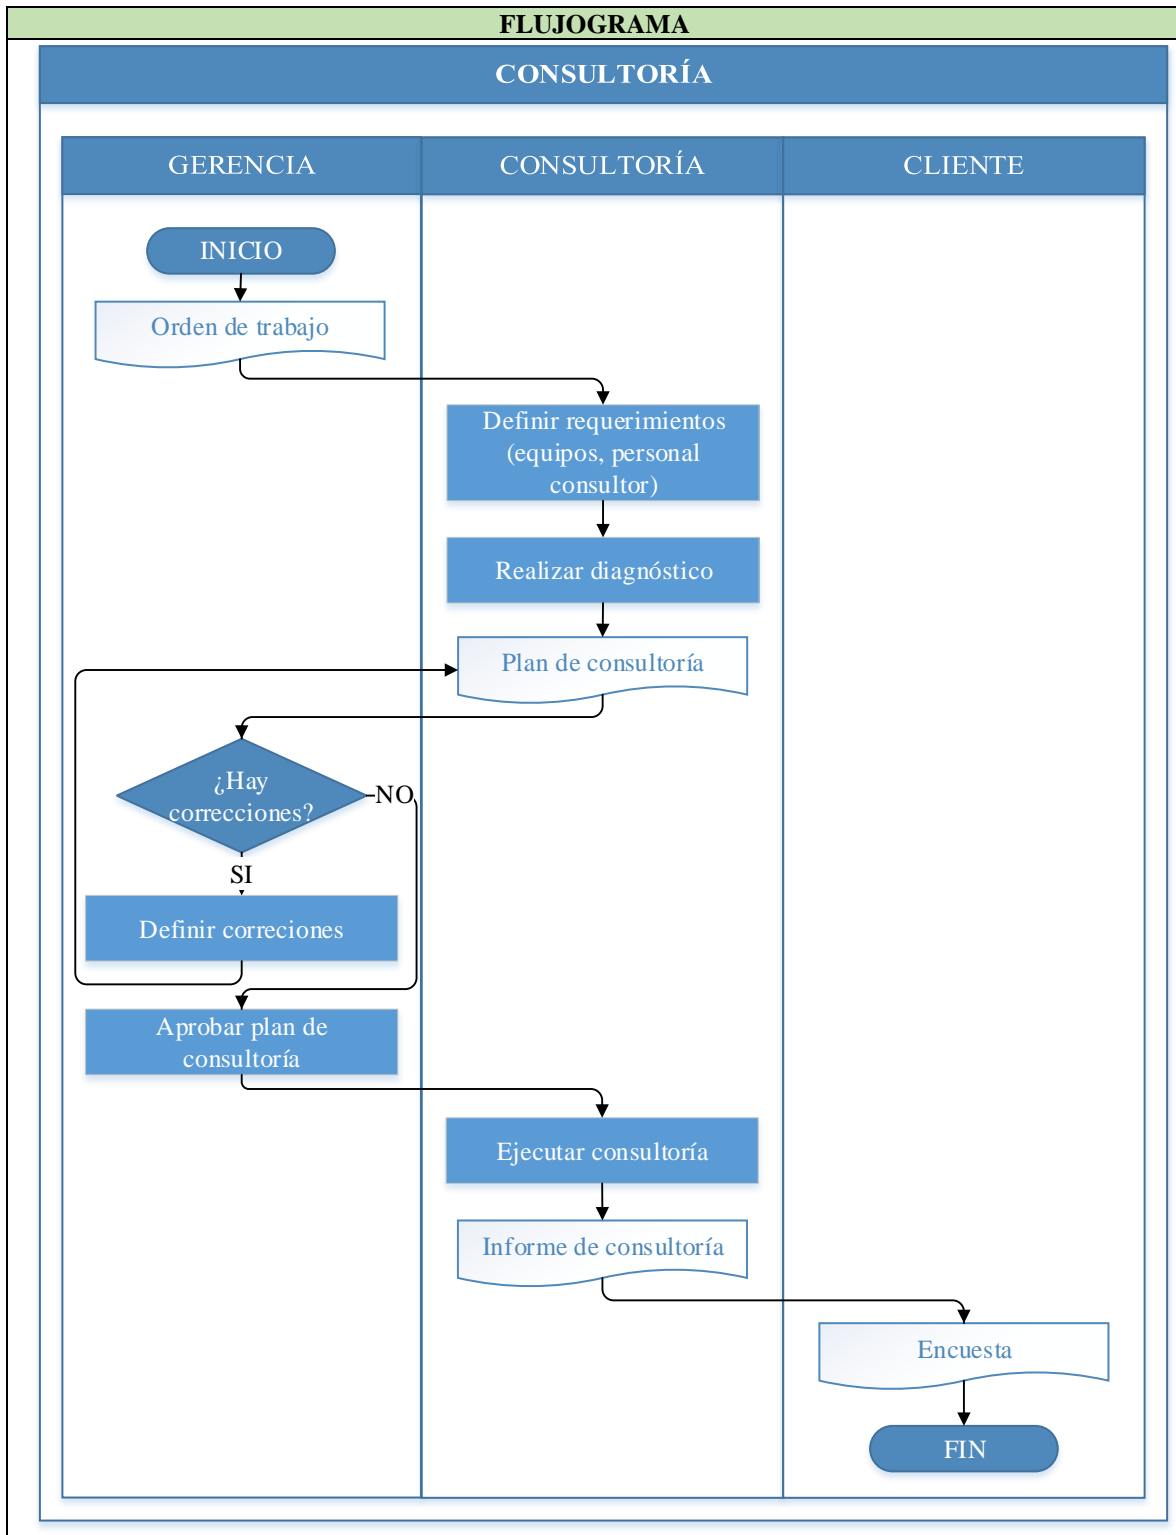 FLUJOGRAMA
CONSULTORÍA
GERENCIA
CONSULTORÍA
CLIENTE
INICIO
Orden de trabajo
Definir requerimientos
(equipos, personal
consultor)
Realizar diagnóstico
Plan de consultoría
¿Hay
correcciones?
NO
SI
Definir correciones
Aprobar plan de
consultoría
Ejecutar consultoría
Informe de consultoría
Encuesta
FIN